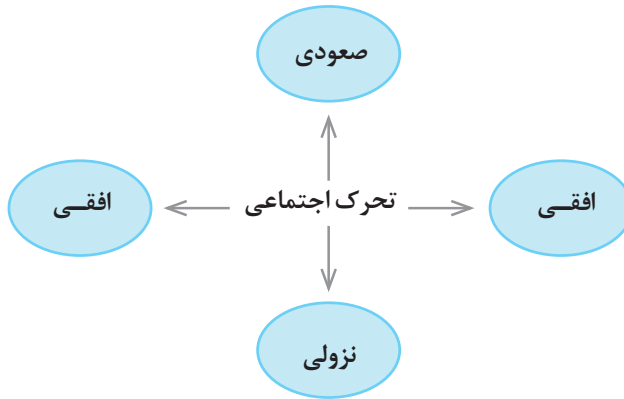 صعودی
افقی
تحرک اجتماعی
افقی
نزولی